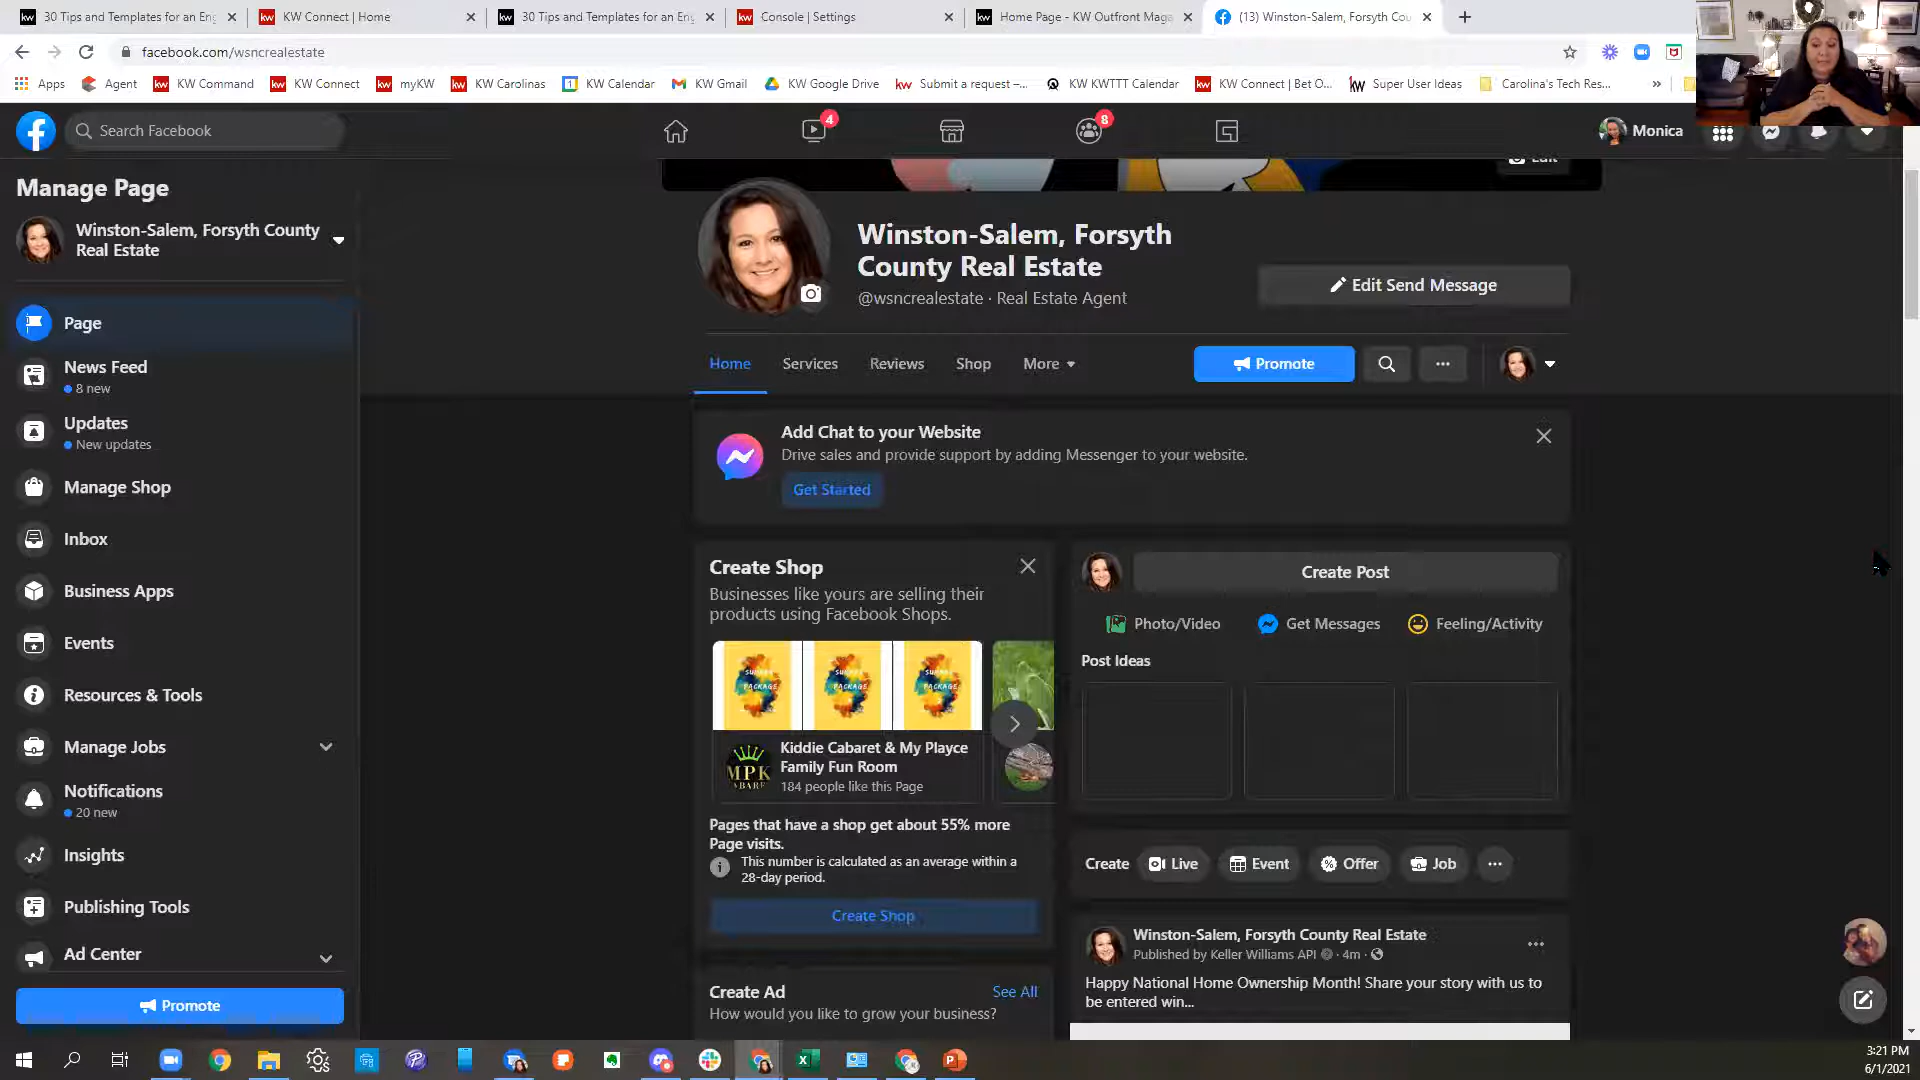 30 Tips and Templates for an Eng
KW Connect | Home
30 Tips and Templates for an Eng
Console | Settings
Home Page - KW Outfront Maga
(13) Winston-Salem, Forsyth Cou
facebook.com/wsncrealestate
Apps
Agent
KW Command
KW Connect
myKW
KW Carolinas
KW Calendar
KW Gmail
KW Google Drive
Submit a request –...
KW KWTTT Calendar
KW Connect | Bet O...
Super User Ideas
Carolina's Tech Res...
Search Facebook
4
8
Monica
Manage Page
Winston-Salem, Forsyth County
Real Estate
Page
News Feed
8 new
Updates
New updates
Manage Shop
Inbox
Business Apps
Events
Resources & Tools
Manage Jobs
Notifications
20 new
Insights
Publishing Tools
Ad Center
Promote
Edit
Winston-Salem, Forsyth
County Real Estate
@wsncrealestate · Real Estate Agent
Edit Send Message
Home
Services
Reviews
Shop
More
Promote
Add Chat to your Website
Drive sales and provide support by adding Messenger to your website.
Get Started
Create Shop
Businesses like yours are selling their
products using Facebook Shops.
PACKAGE
PACKAGE
PACKAGE
MPK
Kiddie Cabaret & My Playce
Family Fun Room
184 people like this Page
Pages that have a shop get about 55% more
Page visits.
This number is calculated as an average within a
28-day period.
Create Shop
Create Ad
See All
How would you like to grow your business?
Create Post
Photo/Video
Get Messages
Feeling/Activity
Post Ideas
Create
Live
Event
Offer
Job
Winston-Salem, Forsyth County Real Estate
Published by Keller Williams API · 4m ·
Happy National Home Ownership Month! Share your story with us to
be entered win...
3:21 PM
6/1/2021